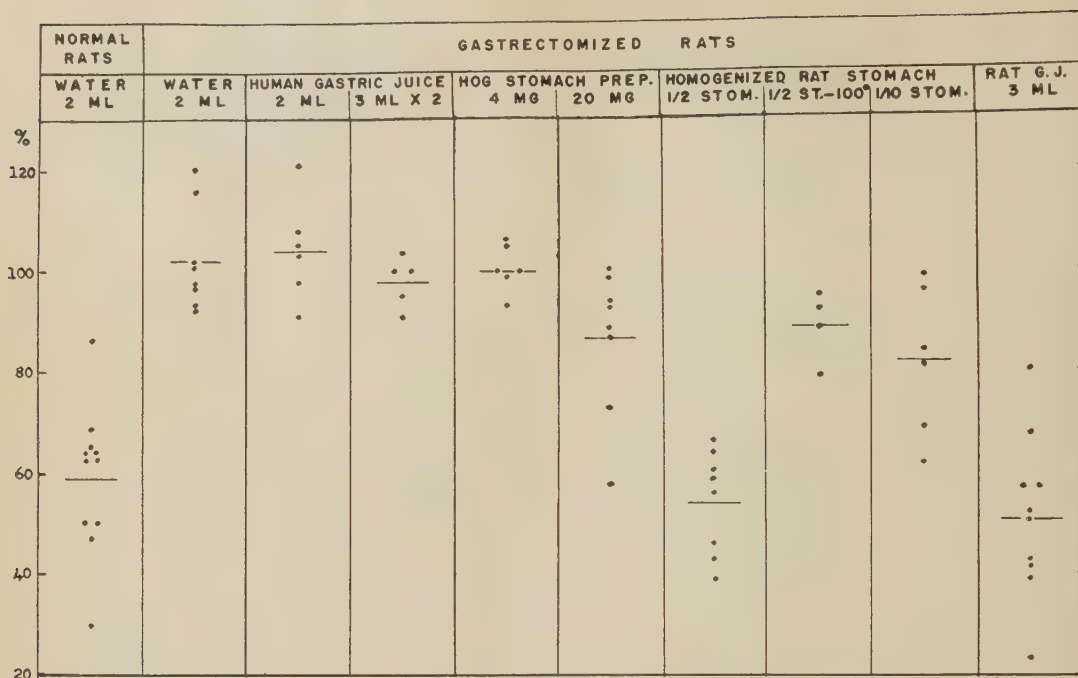 NORMAL RATS
GASTRECTOMIZED RATS
WATER 2 ML
WATER 2 ML
HUMAN GASTRIC JUICE
2 ML
3 ML X 2
HOG STOMACH PREP.
4 MG
20 MG
HOMOGENIZED RAT STOMACH
1/2 STOM.
1/2 ST.-100°
1/10 STOM.
RAT G.J.
3 ML
%
120
100
80
60
40
20